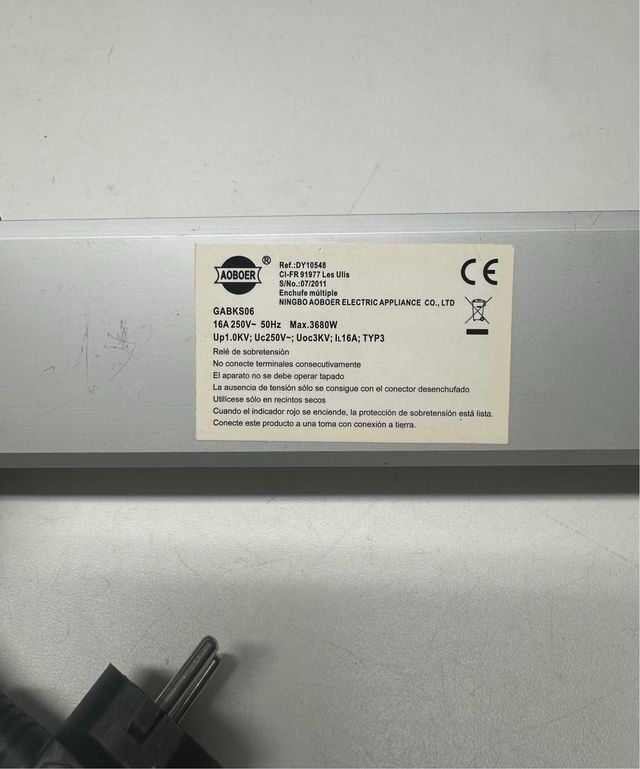 AOBOER®
Ref.:DY10548
CI-FR 91977 Les Ulis
S/No.:07/2011
Enchufe múltiple
NINGBO AOBOER ELECTRIC APPLIANCE CO., LTD
CE
GABKS06
16A 250V~ 50Hz Max.3680W
Up1.0KV; Uc250V~; Uoc3KV; IL16A; TYP3
Relé de sobretensión
No conecte terminales consecutivamente
El aparato no se debe operar tapado
La ausencia de tensión sólo se consigue con el conector desenchufado
Utilícese sólo en recintos secos
Cuando el indicador rojo se enciende, la protección de sobretensión está lista.
Conecte este producto a una toma con conexión a tierra.